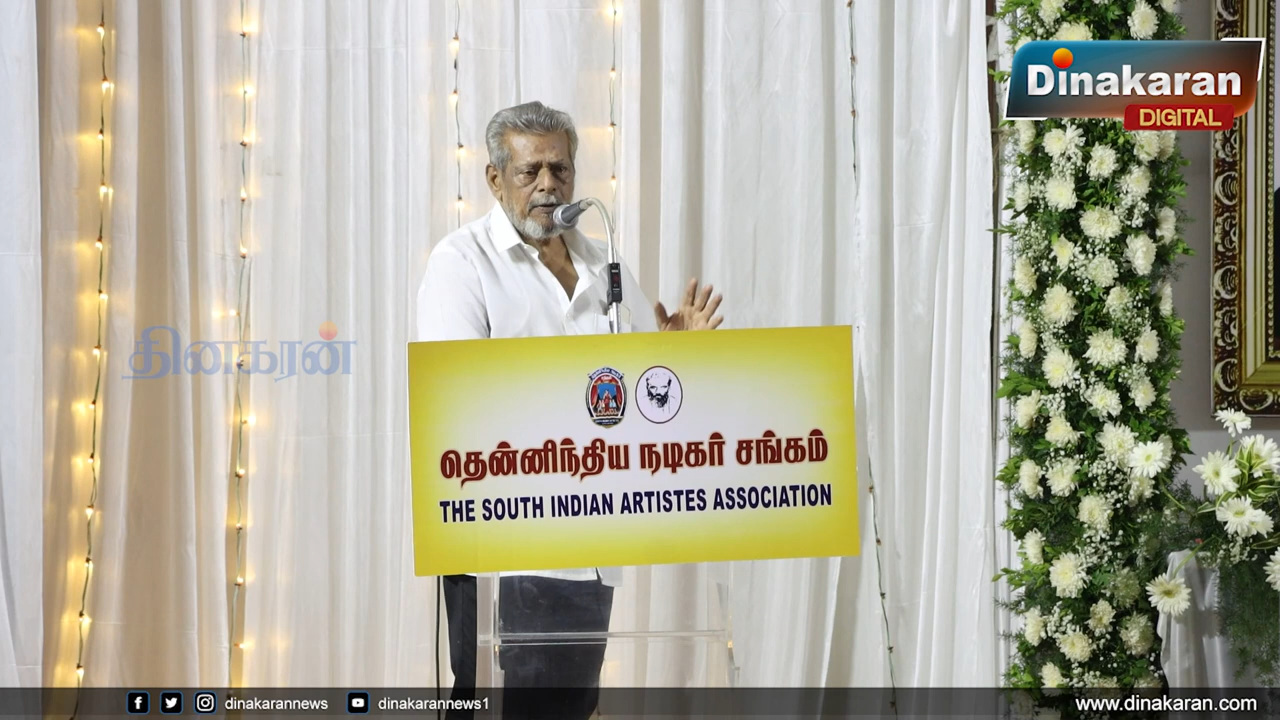 Dinakaran
DIGITAL
தினகரன்
தென்னிந்திய நடிகர் சங்கம்
THE SOUTH INDIAN ARTISTES ASSOCIATION
dinakarannews
dinakarannews1
www.dinakaran.com